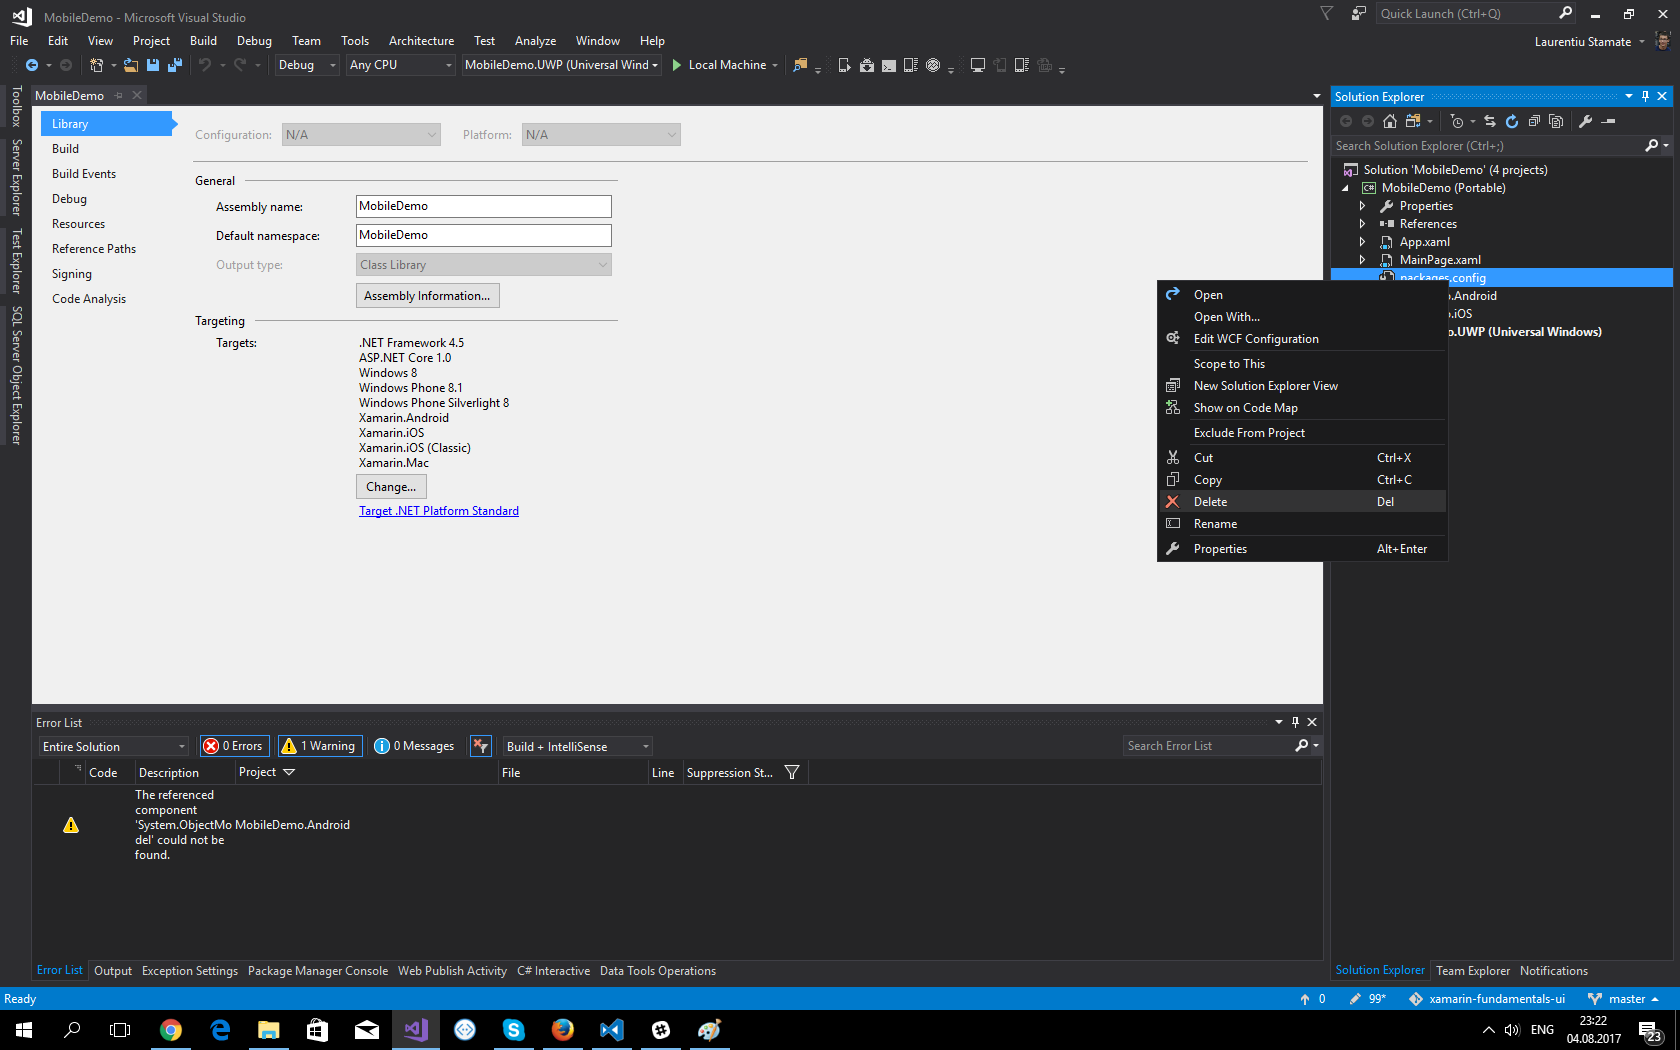 MobileDemo - Microsoft Visual Studio
Quick Launch (Ctrl+Q)
File Edit View Project Build Debug Team Tools Architecture Test Analyze Window Help
Laurentiu Stamate
Debug Any CPU MobileDemo.UWP (Universal Wind Local Machine
Toolbox
Server Explorer
Test Explorer
SQL Server Object Explorer
MobileDemo
Library
Build
Build Events
Debug
Resources
Reference Paths
Signing
Code Analysis
Configuration: N/A Platform: N/A
General
Assembly name: MobileDemo
Default namespace: MobileDemo
Output type: Class Library
Assembly Information...
Targeting
Targets: .NET Framework 4.5
ASP.NET Core 1.0
Windows 8
Windows Phone 8.1
Windows Phone Silverlight 8
Xamarin.Android
Xamarin.iOS
Xamarin.iOS (Classic)
Xamarin.Mac
Change...
Target .NET Platform Standard
Solution Explorer
Search Solution Explorer (Ctrl+;)
Solution 'MobileDemo' (4 projects)
C# MobileDemo (Portable)
Properties
References
App.xaml
MainPage.xaml
packages.config
.Android
.iOS
.UWP (Universal Windows)
Open
Open With...
Edit WCF Configuration
Scope to This
New Solution Explorer View
Show on Code Map
Exclude From Project
Cut Ctrl+X
Copy Ctrl+C
Delete Del
Rename
Properties Alt+Enter
Error List
Entire Solution 0 Errors 1 Warning 0 Messages Build + IntelliSense Search Error List
Code Description Project File Line Suppression St...
The referenced
component
'System.ObjectMo MobileDemo.Android
del' could not be
found.
Error List Output Exception Settings Package Manager Console Web Publish Activity C# Interactive Data Tools Operations
Solution Explorer Team Explorer Notifications
Ready 0 99* xamarin-fundamentals-ui master
ENG
23:22
04.08.2017
23